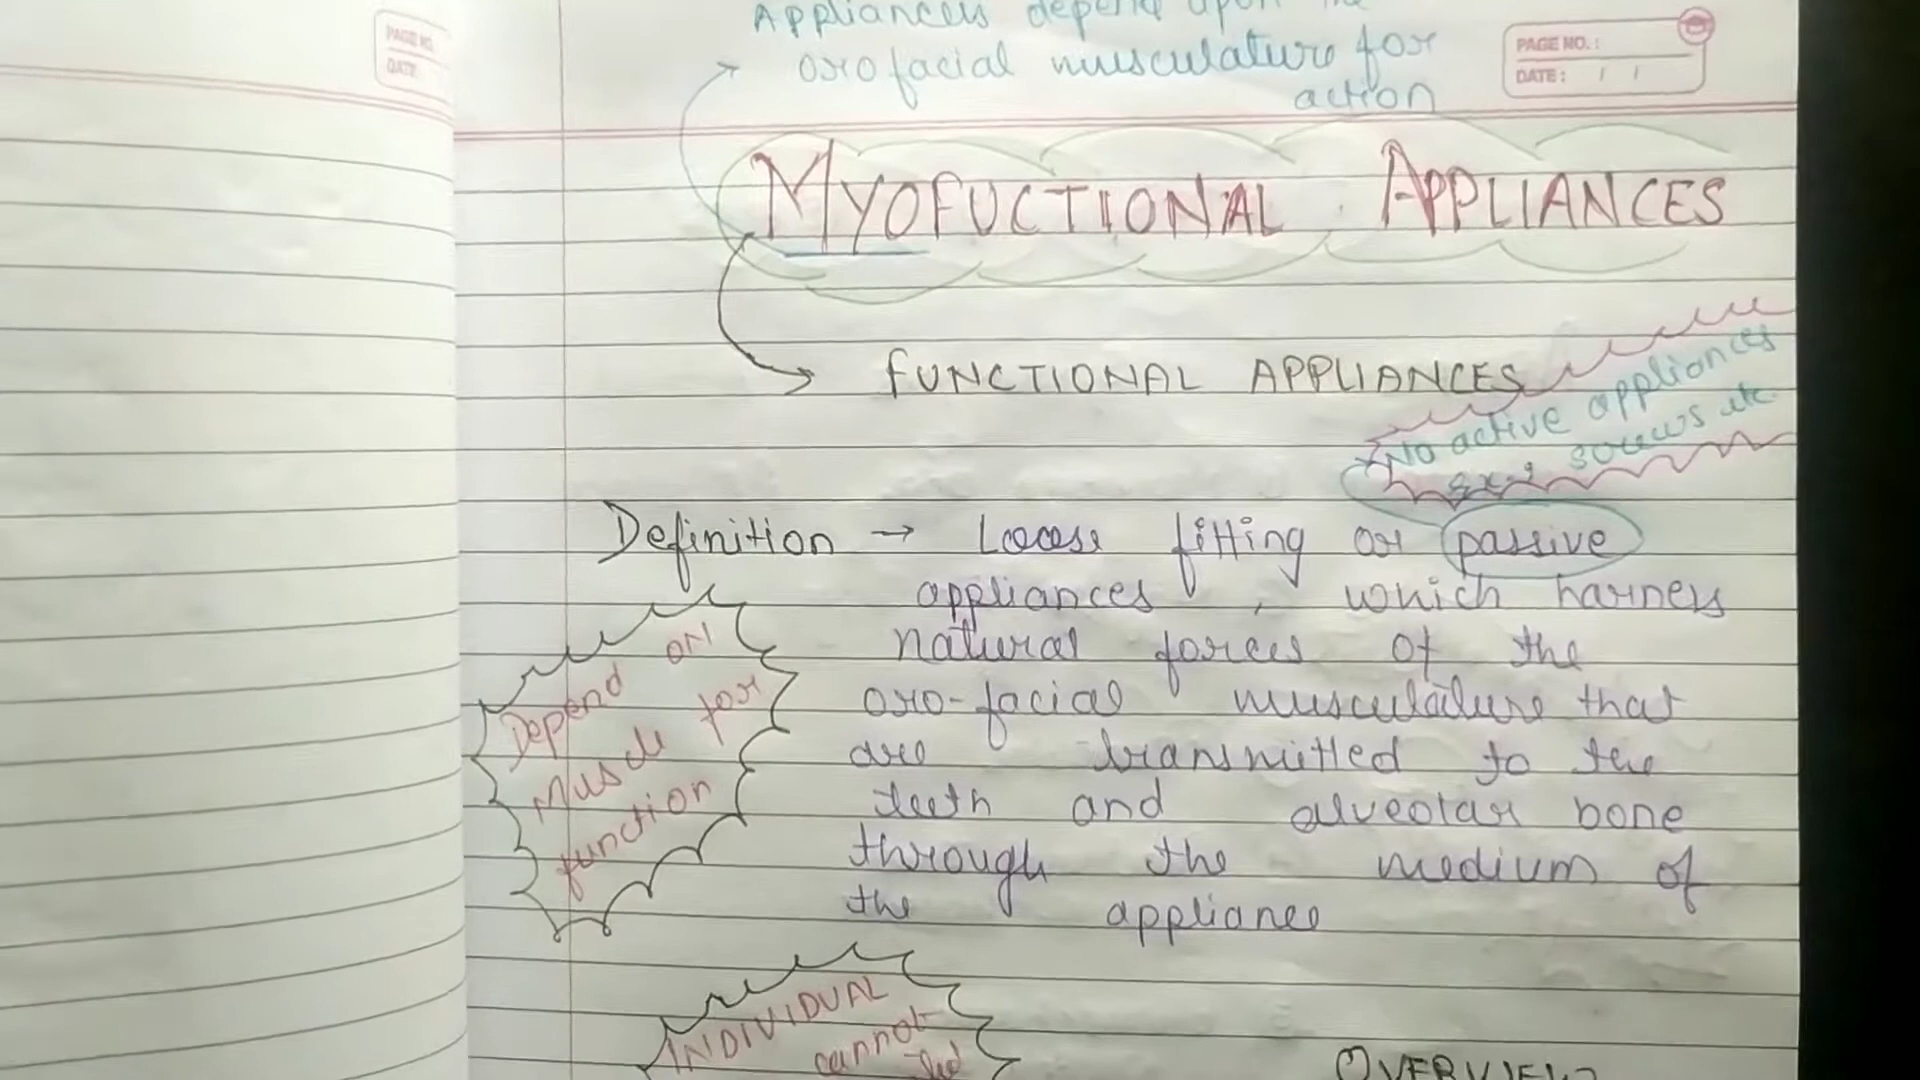 PAGE NO.
DATE
Appliances depend upon the
orofacial musculature for
action
PAGE NO. :
DATE : / /
MYOFUCTIONAL APPLIANCES
FUNCTIONAL APPLIANCES
No active appliances
ex-: screws etc.
Definition → Loose fitting or passive
appliances, which harness
natural forces of the
oro-facial musculature that
are transmitted to the
teeth and alveolar bone
through the medium of
the appliance
Depend on
Muscle for
function
INDIVIDUAL
cannot
OVERVIEW